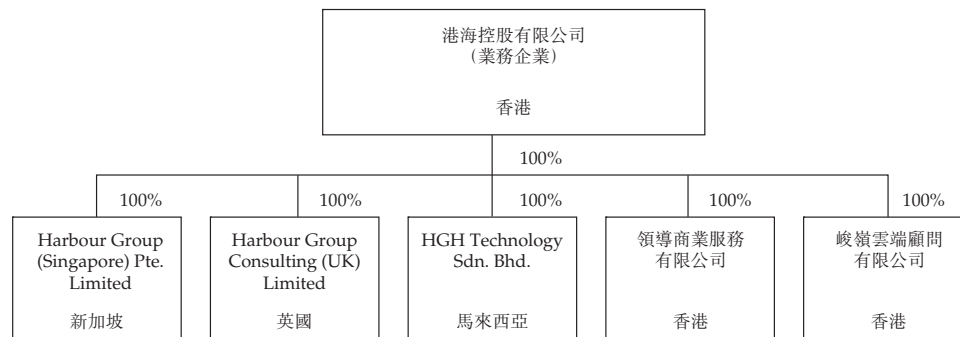 港海控股有限公司
(業務企業)
香港
100%
100%
100%
100%
100%
100%
Harbour Group
(Singapore) Pte.
Limited
新加坡
Harbour Group
Consulting (UK)
Limited
英國
HGH Technology
Sdn. Bhd.
馬來西亞
領導商業服務
有限公司
香港
峻嶺雲端顧問
有限公司
香港